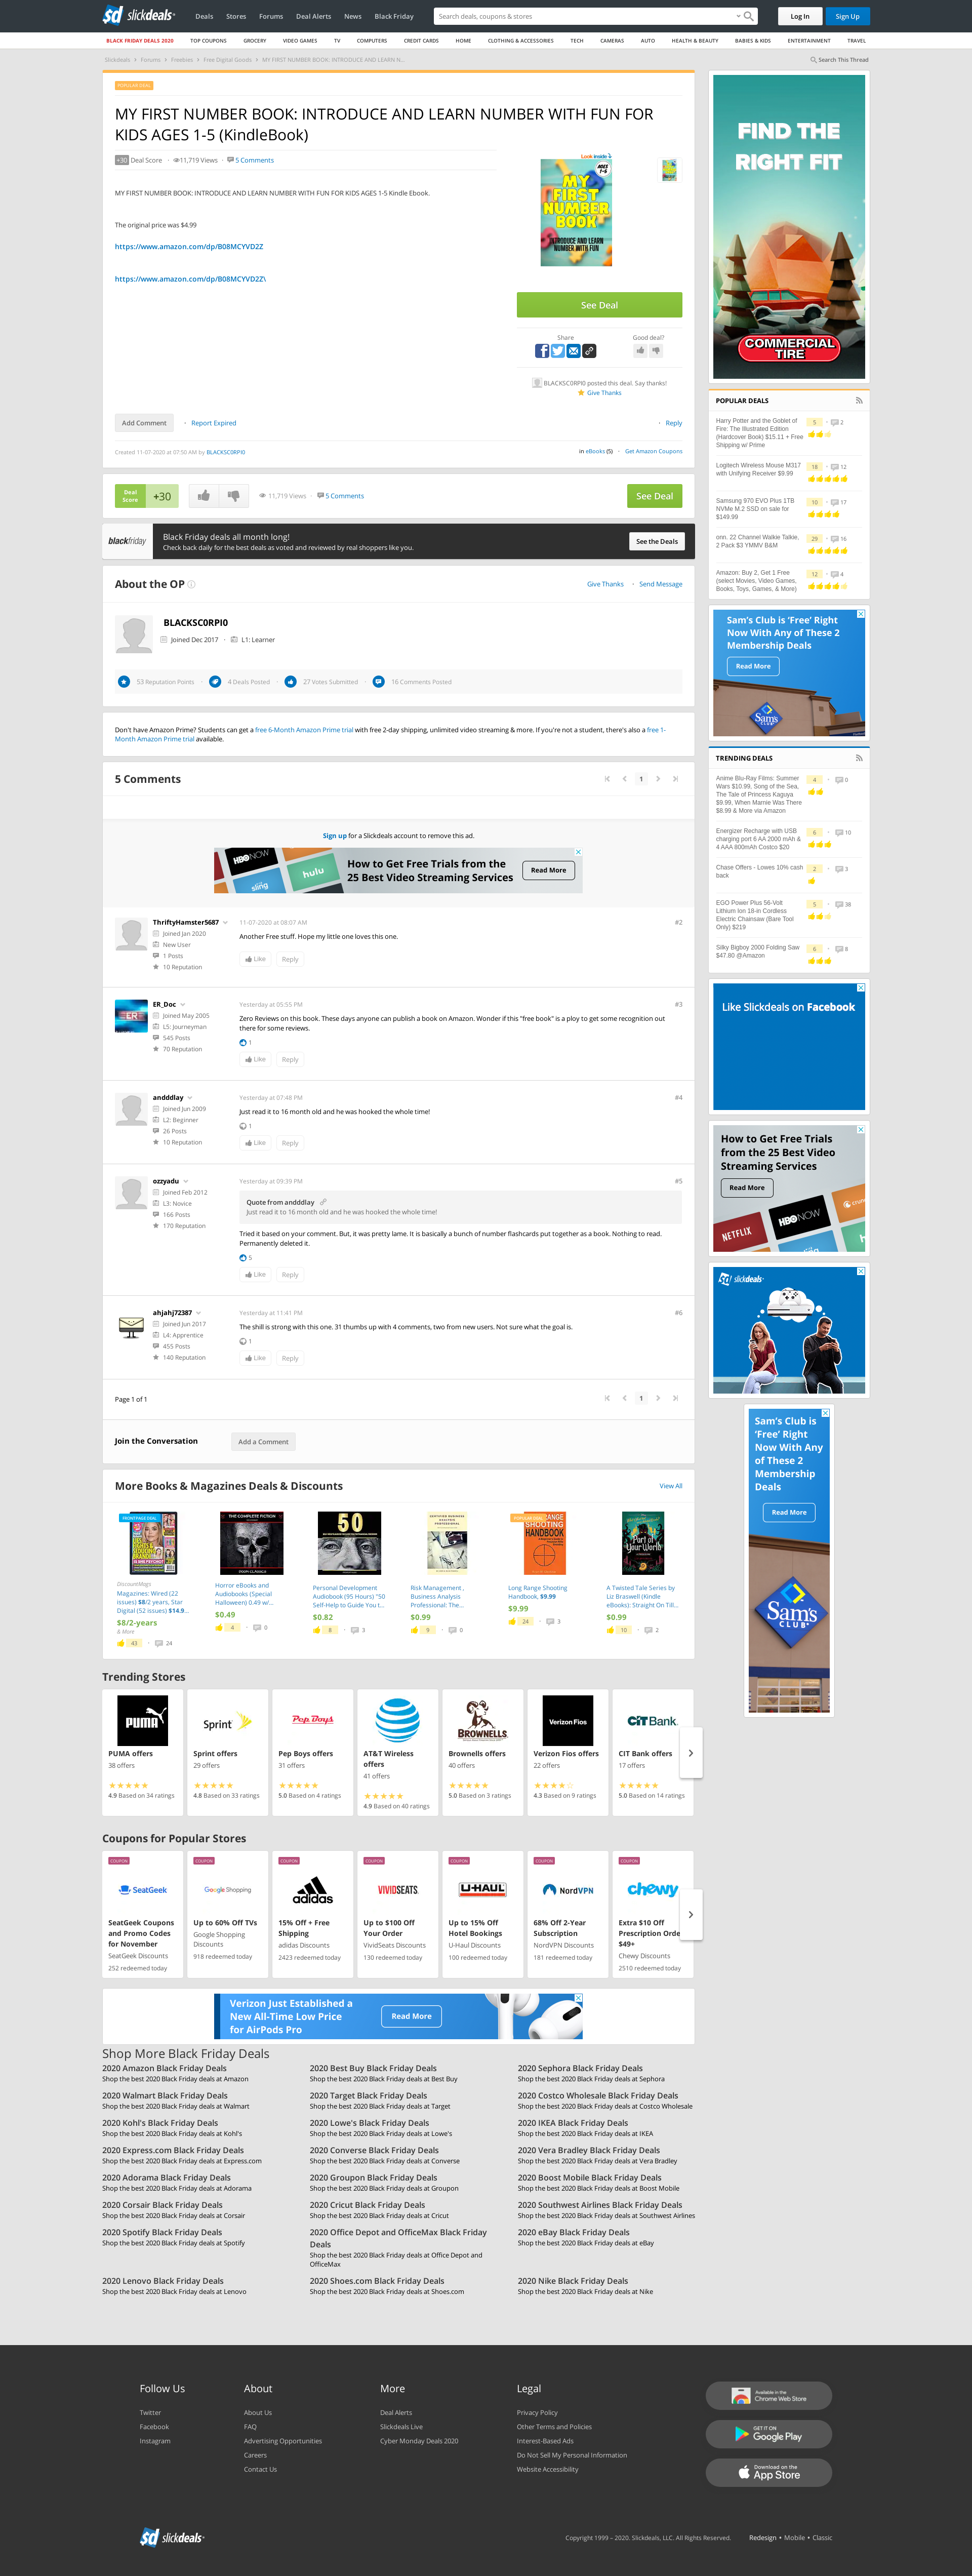 slickdeals
Deals Stores Forums Deal Alerts News Black Friday
Search deals, coupons & stores
Log In Sign Up
BLACK FRIDAY DEALS 2020 TOP COUPONS GROCERY VIDEO GAMES TV COMPUTERS CREDIT CARDS HOME CLOTHING & ACCESSORIES TECH CAMERAS AUTO HEALTH & BEAUTY BABIES & KIDS ENTERTAINMENT TRAVEL
Slickdeals Forums Freebies Free Digital Goods MY FIRST NUMBER BOOK: INTRODUCE AND LEARN N...
Search This Thread
POPULAR DEAL
MY FIRST NUMBER BOOK: INTRODUCE AND LEARN NUMBER WITH FUN FOR
KIDS AGES 1-5 (KindleBook)
+30 Deal Score 11,719 Views 5 Comments
MY FIRST NUMBER BOOK: INTRODUCE AND LEARN NUMBER WITH FUN FOR KIDS AGES 1-5 Kindle Ebook.
The original price was $4.99
https://www.amazon.com/dp/B08MCYVD2Z
https://www.amazon.com/dp/B08MCYVD2Z\
Look Inside
AGES 1-5
MY
FIRST
NUMBER
BOOK
INTRODUCE AND LEARN
NUMBER WITH FUN
See Deal
Share Good deal?
BLACKSC0RPI0 posted this deal. Say thanks!
Give Thanks
Add Comment Report Expired Reply
Created 11-07-2020 at 07:50 AM by BLACKSC0RPI0
in eBooks (5) Get Amazon Coupons
Deal
Score
+30
11,719 Views 5 Comments
See Deal
blackfriday
Black Friday deals all month long!
Check back daily for the best deals as voted and reviewed by real shoppers like you.
See the Deals
About the OP
Give Thanks Send Message
BLACKSC0RPI0
Joined Dec 2017 L1: Learner
53 Reputation Points 4 Deals Posted 27 Votes Submitted 16 Comments Posted
Don't have Amazon Prime? Students can get a free 6-Month Amazon Prime trial with free 2-day shipping, unlimited video streaming & more. If you're not a student, there's also a free 1-
Month Amazon Prime trial available.
5 Comments
1
Sign up for a Slickdeals account to remove this ad.
HBO NOW
sling
hulu
How to Get Free Trials from the
25 Best Video Streaming Services
Read More
ThriftyHamster5687
Joined Jan 2020
New User
1 Posts
10 Reputation
11-07-2020 at 08:07 AM #2
Another Free stuff. Hope my little one loves this one.
Like Reply
ER_Doc
Joined May 2005
L5: Journeyman
545 Posts
70 Reputation
Yesterday at 05:55 PM #3
Zero Reviews on this book. These days anyone can publish a book on Amazon. Wonder if this "free book" is a ploy to get some recognition out
there for some reviews.
1
Like Reply
andddlay
Joined Jun 2009
L2: Beginner
26 Posts
10 Reputation
Yesterday at 07:48 PM #4
Just read it to 16 month old and he was hooked the whole time!
1
Like Reply
ozzyadu
Joined Feb 2012
L3: Novice
166 Posts
170 Reputation
Yesterday at 09:39 PM #5
Quote from andddlay
Just read it to 16 month old and he was hooked the whole time!
Tried it based on your comment. But, it was pretty lame. It is basically a bunch of number flashcards put together as a book. Nothing to read.
Permanently deleted it.
5
Like Reply
ahjahj72387
Joined Jun 2017
L4: Apprentice
455 Posts
140 Reputation
Yesterday at 11:41 PM #6
The shill is strong with this one. 31 thumbs up with 4 comments, two from new users. Not sure what the goal is.
1
Like Reply
Page 1 of 1
1
Join the Conversation Add a Comment
More Books & Magazines Deals & Discounts
View All
FRONTPAGE DEAL
DiscountMags
Magazines: Wired (22
issues) $8/2 years, Star
Digital (52 issues) $14.9...
$8/2-years
& More
43 24
THE COMPLETE FICTION
Horror eBooks and
Audiobooks (Special
Halloween) 0.49 w/...
$0.49
4 0
50
Personal Development
Audiobook (95 Hours) "50
Self-Help to Guide You t...
$0.82
8 3
Risk Management ,
Business Analysis
Professional: The...
$0.99
9 0
POPULAR DEAL
RANGE
SHOOTING
HANDBOOK
Long Range Shooting
Handbook, $9.99
$9.99
24 3
Part of
Your World
A Twisted Tale Series by
Liz Braswell (Kindle
eBooks): Straight On Till...
$0.99
10 2
Trending Stores
PUMA
PUMA offers
38 offers
4.9 Based on 34 ratings
Sprint
Sprint offers
29 offers
4.8 Based on 33 ratings
Pep Boys
Pep Boys offers
31 offers
5.0 Based on 4 ratings
AT&T Wireless
offers
41 offers
4.9 Based on 40 ratings
BROWNELLS
Brownells offers
40 offers
5.0 Based on 3 ratings
Verizon Fios
Verizon Fios offers
22 offers
4.3 Based on 9 ratings
CIT Bank
CIT Bank offers
17 offers
5.0 Based on 14 ratings
Coupons for Popular Stores
COUPON
SeatGeek
SeatGeek Coupons
and Promo Codes
for November
SeatGeek Discounts
252 redeemed today
COUPON
Google Shopping
Up to 60% Off TVs
Google Shopping
Discounts
918 redeemed today
COUPON
adidas
15% Off + Free
Shipping
adidas Discounts
2423 redeemed today
COUPON
VIVIDSEATS
Up to $100 Off
Your Order
VividSeats Discounts
130 redeemed today
COUPON
U-HAUL
Up to 15% Off
Hotel Bookings
U-Haul Discounts
100 redeemed today
COUPON
NordVPN
68% Off 2-Year
Subscription
NordVPN Discounts
181 redeemed today
COUPON
chewy
Extra $10 Off
Prescription Orde
$49+
Chewy Discounts
2510 redeemed today
Verizon Just Established a
New All-Time Low Price
for AirPods Pro
Read More
Shop More Black Friday Deals
2020 Amazon Black Friday Deals
Shop the best 2020 Black Friday deals at Amazon
2020 Best Buy Black Friday Deals
Shop the best 2020 Black Friday deals at Best Buy
2020 Sephora Black Friday Deals
Shop the best 2020 Black Friday deals at Sephora
2020 Walmart Black Friday Deals
Shop the best 2020 Black Friday deals at Walmart
2020 Target Black Friday Deals
Shop the best 2020 Black Friday deals at Target
2020 Costco Wholesale Black Friday Deals
Shop the best 2020 Black Friday deals at Costco Wholesale
2020 Kohl's Black Friday Deals
Shop the best 2020 Black Friday deals at Kohl's
2020 Lowe's Black Friday Deals
Shop the best 2020 Black Friday deals at Lowe's
2020 IKEA Black Friday Deals
Shop the best 2020 Black Friday deals at IKEA
2020 Express.com Black Friday Deals
Shop the best 2020 Black Friday deals at Express.com
2020 Converse Black Friday Deals
Shop the best 2020 Black Friday deals at Converse
2020 Vera Bradley Black Friday Deals
Shop the best 2020 Black Friday deals at Vera Bradley
2020 Adorama Black Friday Deals
Shop the best 2020 Black Friday deals at Adorama
2020 Groupon Black Friday Deals
Shop the best 2020 Black Friday deals at Groupon
2020 Boost Mobile Black Friday Deals
Shop the best 2020 Black Friday deals at Boost Mobile
2020 Corsair Black Friday Deals
Shop the best 2020 Black Friday deals at Corsair
2020 Cricut Black Friday Deals
Shop the best 2020 Black Friday deals at Cricut
2020 Southwest Airlines Black Friday Deals
Shop the best 2020 Black Friday deals at Southwest Airlines
2020 Spotify Black Friday Deals
Shop the best 2020 Black Friday deals at Spotify
2020 Office Depot and OfficeMax Black Friday
Deals
Shop the best 2020 Black Friday deals at Office Depot and
OfficeMax
2020 eBay Black Friday Deals
Shop the best 2020 Black Friday deals at eBay
2020 Lenovo Black Friday Deals
Shop the best 2020 Black Friday deals at Lenovo
2020 Shoes.com Black Friday Deals
Shop the best 2020 Black Friday deals at Shoes.com
2020 Nike Black Friday Deals
Shop the best 2020 Black Friday deals at Nike
FIND THE
RIGHT FIT
COMMERCIAL
TIRE
POPULAR DEALS
Harry Potter and the Goblet of
Fire: The Illustrated Edition
(Hardcover Book) $15.11 + Free
Shipping w/ Prime
5 2
Logitech Wireless Mouse M317
with Unifying Receiver $9.99
18 12
Samsung 970 EVO Plus 1TB
NVMe M.2 SSD on sale for
$149.99
10 17
onn. 22 Channel Walkie Talkie,
2 Pack $3 YMMV B&M
29 16
Amazon: Buy 2, Get 1 Free
(select Movies, Video Games,
Books, Toys, Games, & More)
12 4
Sam's Club is 'Free' Right
Now With Any of These 2
Membership Deals
Read More
Sam's
CLUB
TRENDING DEALS
Anime Blu-Ray Films: Summer
Wars $10.99, Song of the Sea,
The Tale of Princess Kaguya
$9.99, When Marnie Was There
$8.99 & More via Amazon
4 0
Energizer Recharge with USB
charging port 6 AA 2000 mAh &
4 AAA 800mAh Costco $20
6 10
Chase Offers - Lowes 10% cash
back
2 3
EGO Power Plus 56-Volt
Lithium Ion 18-in Cordless
Electric Chainsaw (Bare Tool
Only) $219
5 38
Silky Bigboy 2000 Folding Saw
$47.80 @Amazon
6 8
Like Slickdeals on Facebook
How to Get Free Trials
from the 25 Best Video
Streaming Services
Read More
NETFLIX
HBO NOW
slickdeals
Sam's Club is
'Free' Right
Now With Any
of These 2
Membership
Deals
Read More
Sam's
CLUB
Follow Us
Twitter
Facebook
Instagram
About
About Us
FAQ
Advertising Opportunities
Careers
Contact Us
More
Deal Alerts
Slickdeals Live
Cyber Monday Deals 2020
Legal
Privacy Policy
Other Terms and Policies
Interest-Based Ads
Do Not Sell My Personal Information
Website Accessibility
Available in the
Chrome Web Store
GET IT ON
Google Play
Download on the
App Store
slickdeals
Copyright 1999 – 2020. Slickdeals, LLC. All Rights Reserved. Redesign • Mobile • Classic